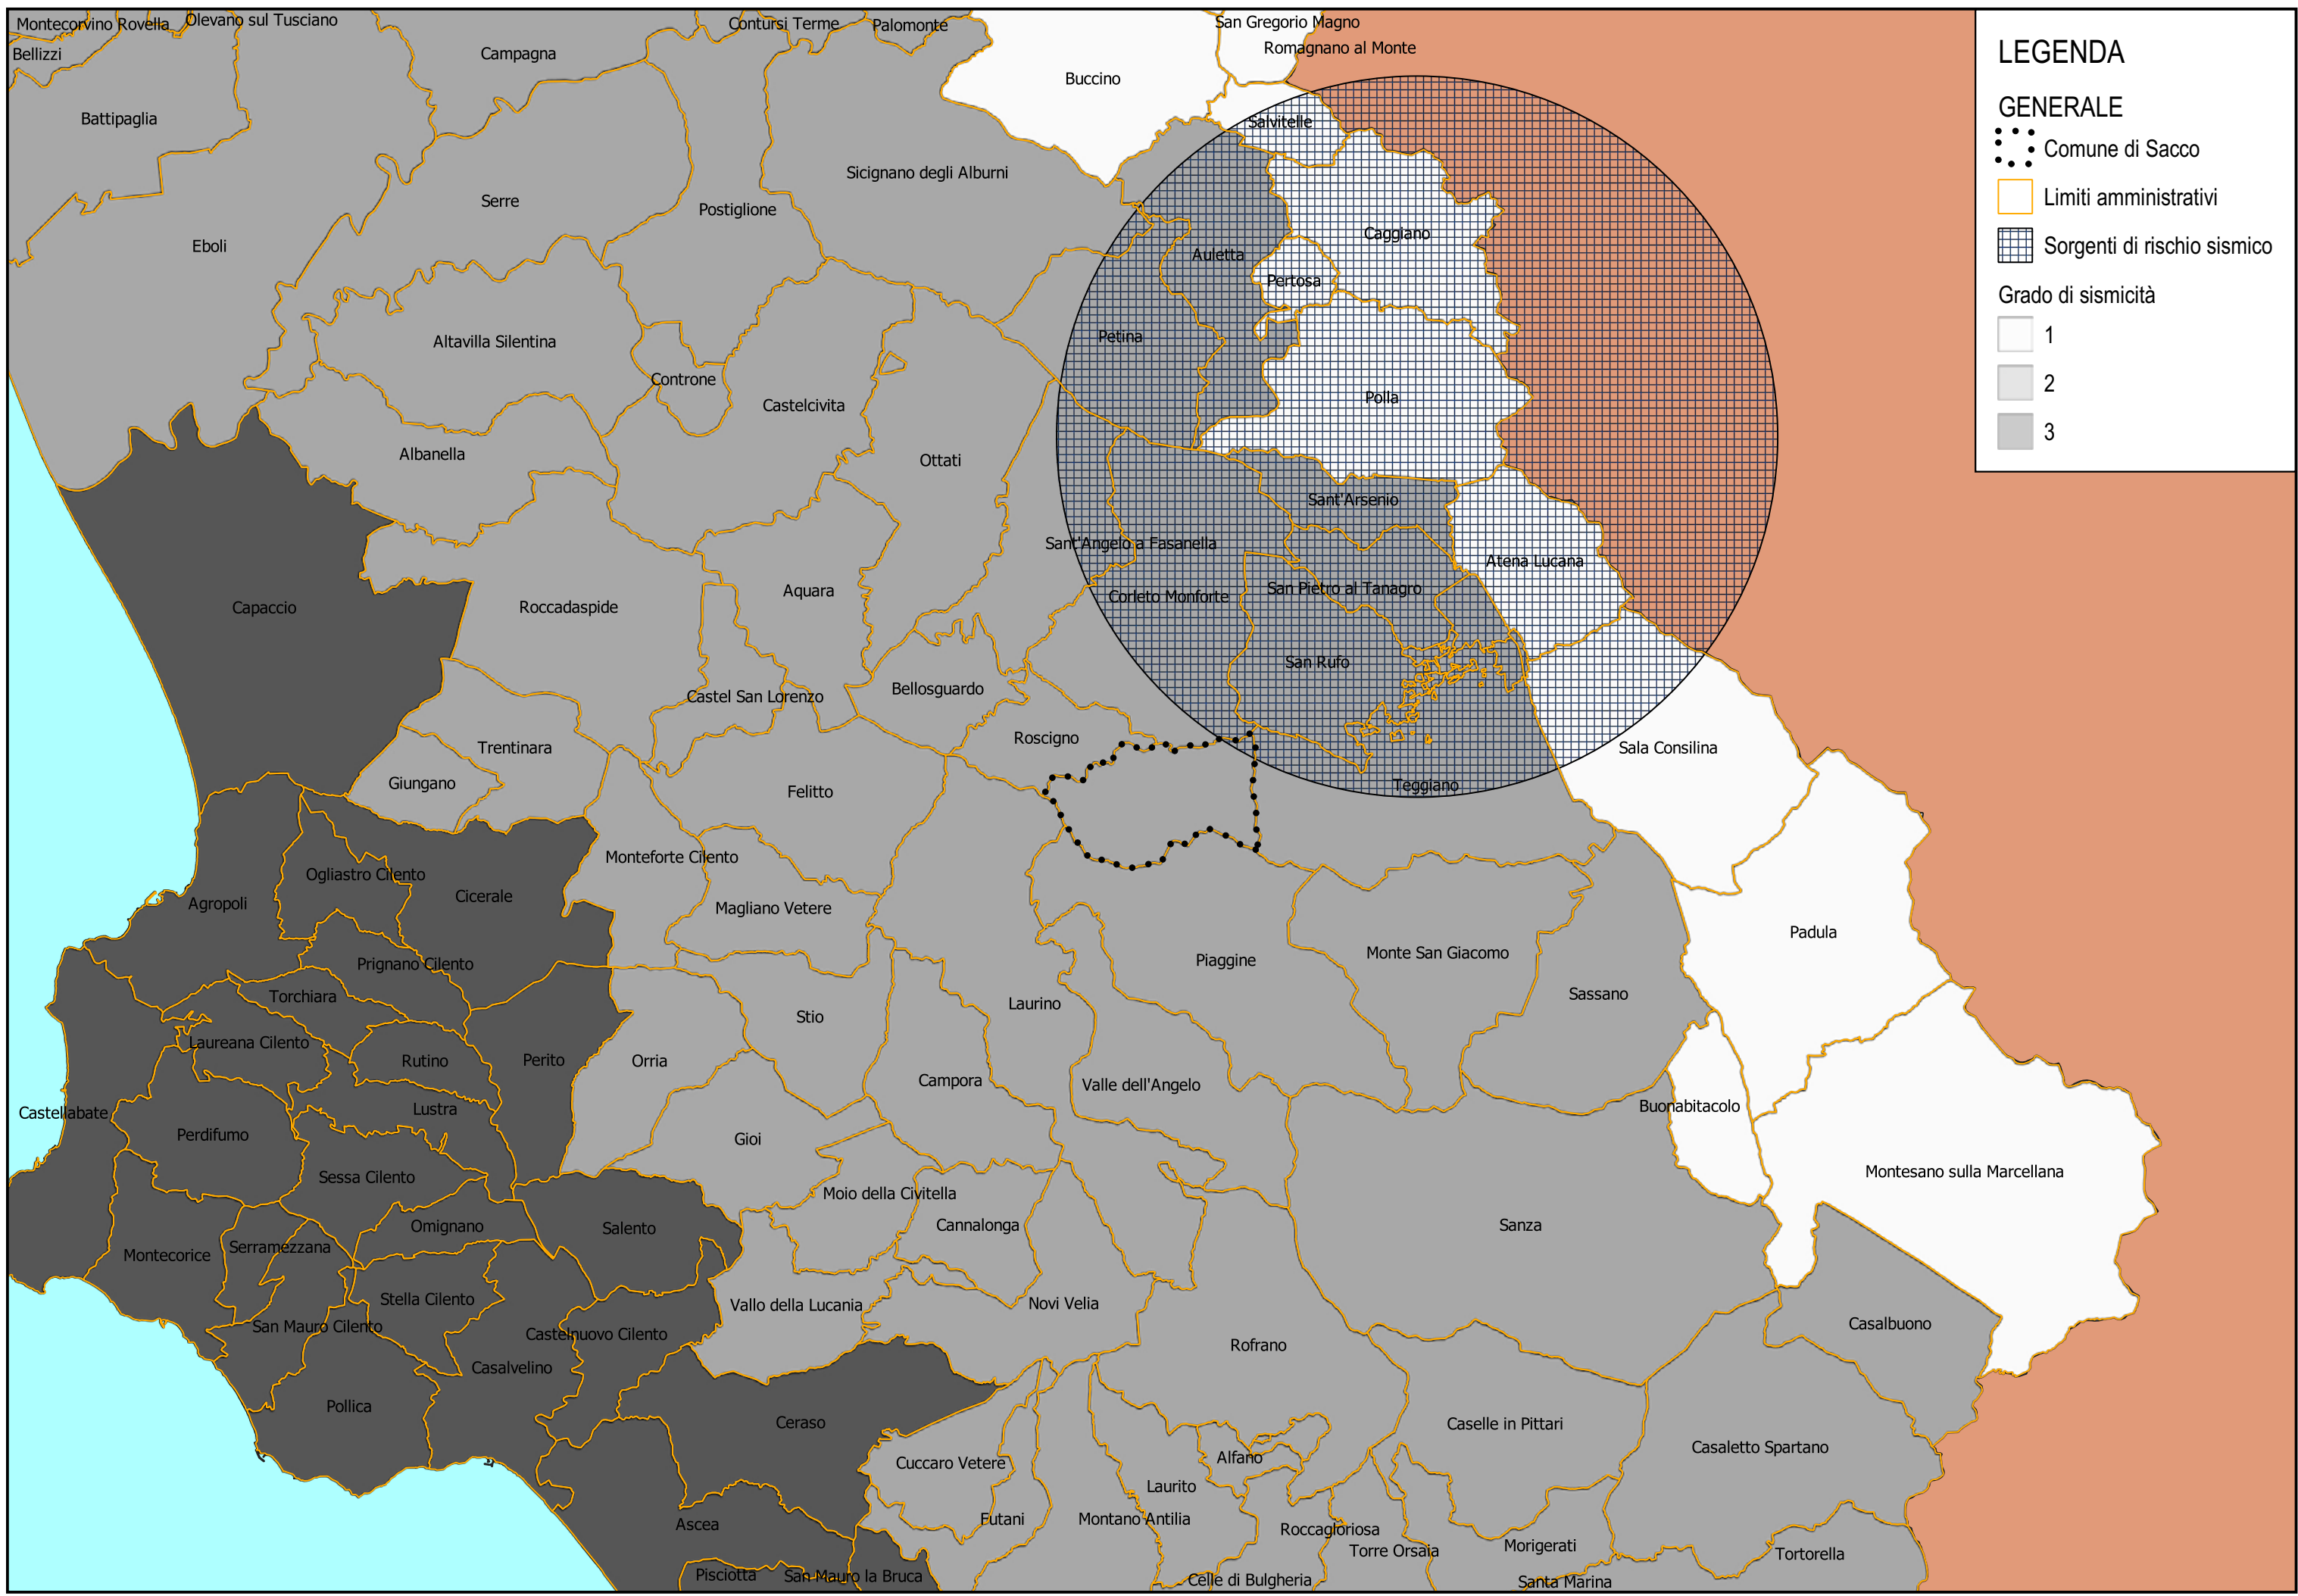 Montecorvino Rovella
Olevano sul Tusciano
Contursi Terme
Palomonte
San Gregorio Magno
Romagnano al Monte
Bellizzi
Campagna
Buccino
Battipaglia
Salvitelle
Sicignano degli Alburni
Serre
Postiglione
Eboli
Caggiano
Auletta
Pertosa
Petina
Altavilla Silentina
Controne
Castelcivita
Polla
Albanella
Ottati
Sant'Arsenio
Sant'Angelo a Fasanella
Atena Lucana
Aquara
San Pietro al Tanagro
Corleto Monforte
Capaccio
Roccadaspide
San Rufo
Bellosguardo
Castel San Lorenzo
Roscigno
Trentinara
Sala Consilina
Giungano
Felitto
Teggiano
Monteforte Cilento
Ogliastro Cilento
Cicerale
Agropoli
Magliano Vetere
Padula
Monte San Giacomo
Piaggine
Prignano Cilento
Sassano
Torchiara
Laurino
Stio
Laureana Cilento
Rutino
Perito
Orria
Campora
Valle dell'Angelo
Buonabitacolo
Castellabate
Lustra
Perdifumo
Gioi
Sessa Cilento
Montesano sulla Marcellana
Moio della Civitella
Omignano
Salento
Cannalonga
Sanza
Montecorice
Serramezzana
Stella Cilento
Vallo della Lucania
Novi Velia
San Mauro Cilento
Castelnuovo Cilento
Casalbuono
Rofrano
Casalvelino
Pollica
Ceraso
Caselle in Pittari
Casaletto Spartano
Cuccaro Vetere
Alfano
Laurito
Futani
Montano Antilia
Ascea
Roccagloriosa
Torre Orsaia
Morigerati
Tortorella
Pisciotta
San Mauro la Bruca
Celle di Bulgheria
Santa Marina
LEGENDA
GENERALE
Comune di Sacco
Limiti amministrativi
Sorgenti di rischio sismico
Grado di sismicità
1
2
3